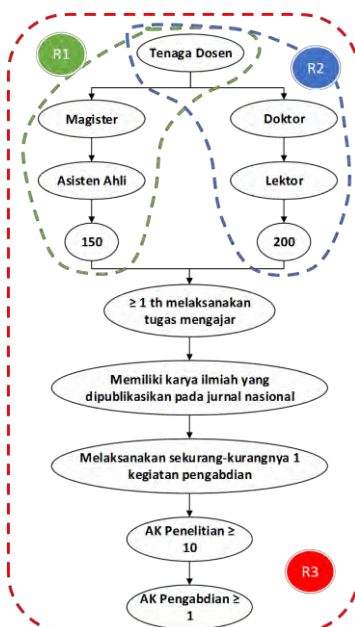 R1
Tenaga Dosen
R2
Magister
Doktor
Asisten Ahli
Lektor
150
200
≥ 1 th melaksanakan
tugas mengajar
Memiliki karya ilmiah yang
dipublikasikan pada jurnal nasional
Melaksanakan sekurang-kurangnya 1
kegiatan pengabdian
AK Penelitian ≥
10
R3
AK Pengabdian ≥
1